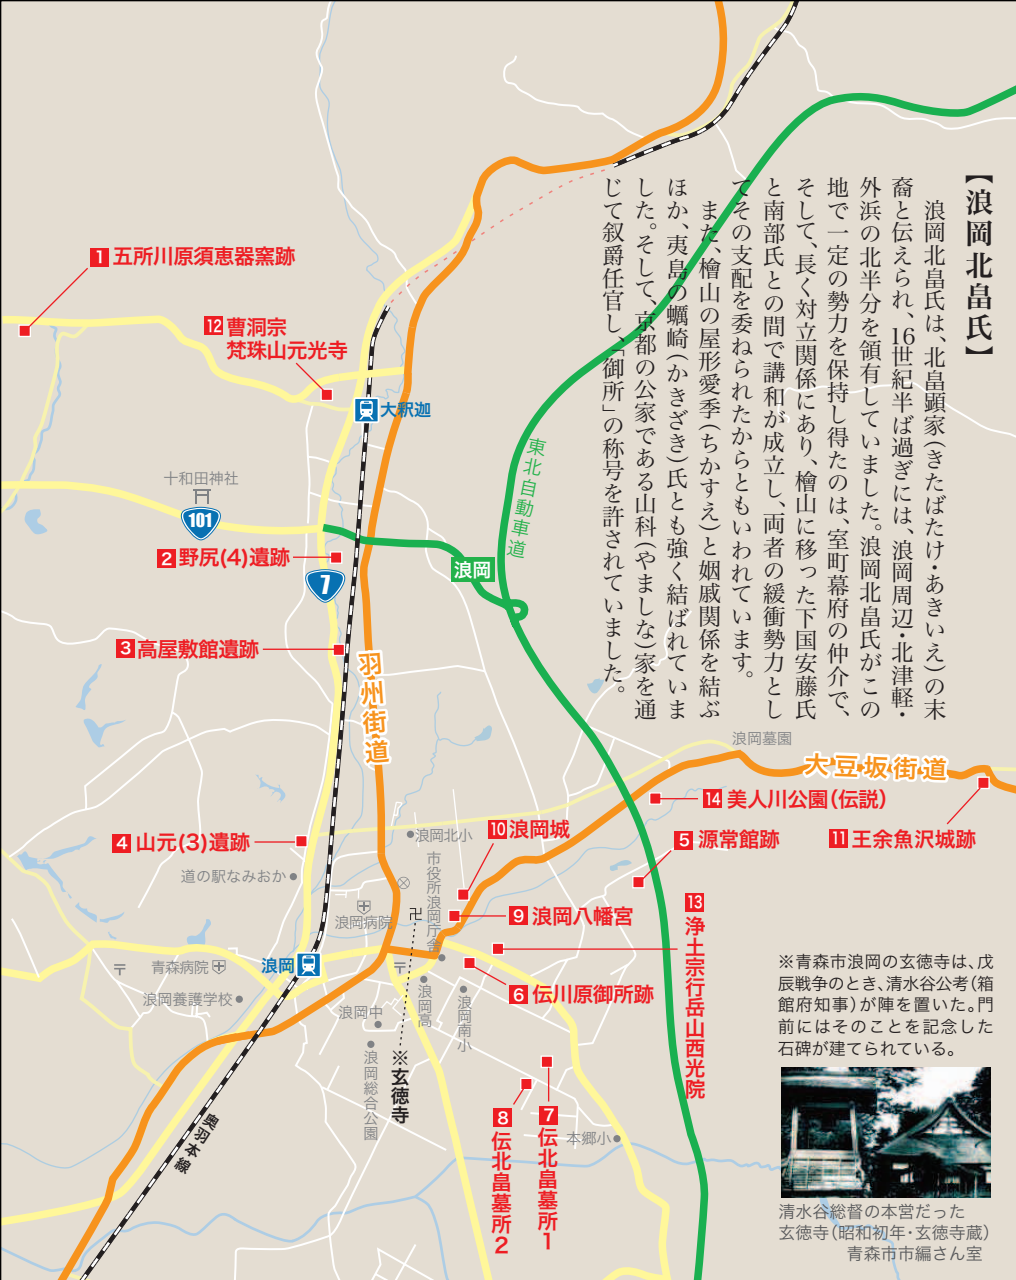 【浪岡北畠氏】
　浪岡北畠氏は、北畠顕家(きたばたけ・あきいえ)の末
裔と伝えられ、16世紀半ば過ぎには、浪岡周辺・北津軽・
外浜の北半分を領有していました。浪岡北畠氏がこの
地で一定の勢力を保持し得たのは、室町幕府の仲介で、
そして、長く対立関係にあり、檜山に移った下国安藤氏
と南部氏との間で講和が成立し、両者の緩衝勢力とし
てその支配を委ねられたからともいわれています。
　また、檜山の屋形愛季(ちかすえ)と姻戚関係を結ぶ
ほか、夷島の蠣崎(かきざき)氏とも強く結ばれていま
した。そして、京都の公家である山科(やましな)家を通
じて叙爵任官し、「御所」の称号を許されていました。
1 五所川原須恵器窯跡
12 曹洞宗
梵珠山元光寺
大釈迦
東北自動車道
十和田神社
101
2 野尻(4)遺跡
浪岡
7
3 高屋敷館遺跡
羽州街道
浪岡墓園
大豆坂街道
14 美人川公園(伝説)
10 浪岡城
浪岡北小
4 山元(3)遺跡
5 源常館跡
11 王余魚沢城跡
道の駅なみおか
市役所浪岡庁舎
13 浄土宗行岳山西光院
浪岡病院
卍
9 浪岡八幡宮
〒
青森病院
浪岡
〒
6 伝川原御所跡
浪岡養護学校
浪岡中
浪岡高
浪岡南小
浪岡総合公園
※玄徳寺
奥羽本線
8 伝北畠墓所2
7 伝北畠墓所1
本郷小
※青森市浪岡の玄徳寺は、戊
辰戦争のとき、清水谷公考(箱
館府知事)が陣を置いた。門
前にはそのことを記念した
石碑が建てられている。
清水谷総督の本営だった
玄徳寺(昭和初年・玄徳寺蔵)
青森市市編さん室